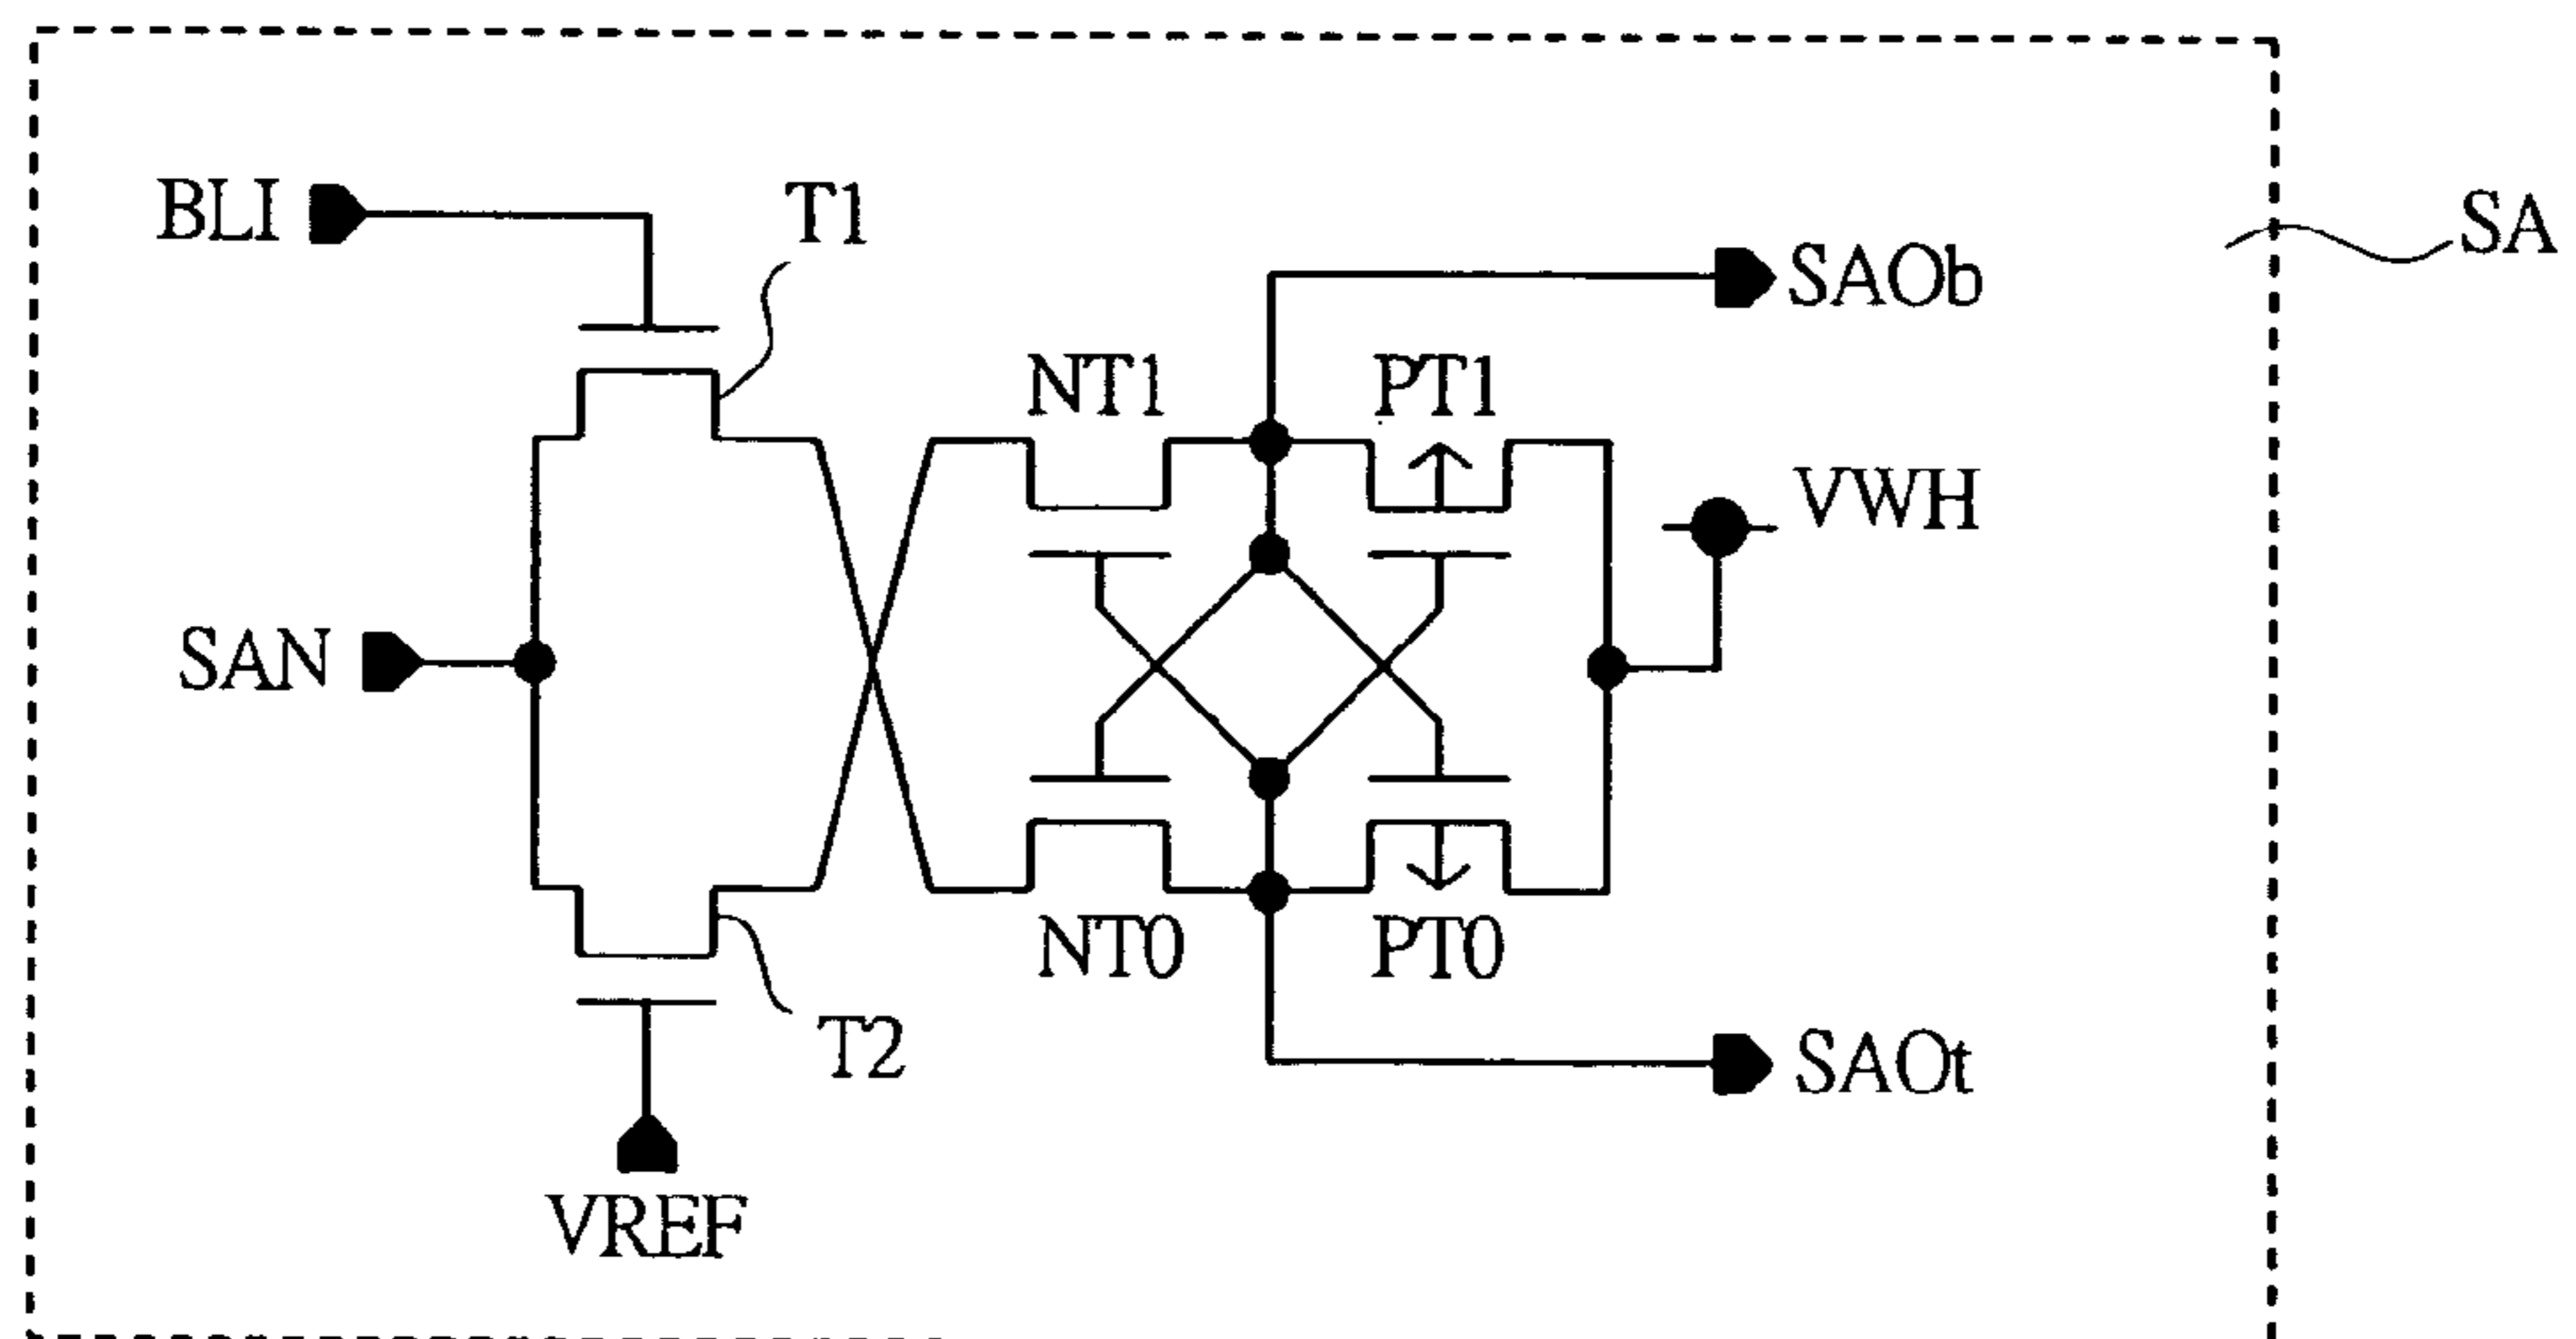 BLI
T1
SA
SAOb
NT1
PT1
VWH
SAN
NT0
PT0
T2
SAOt
VREF